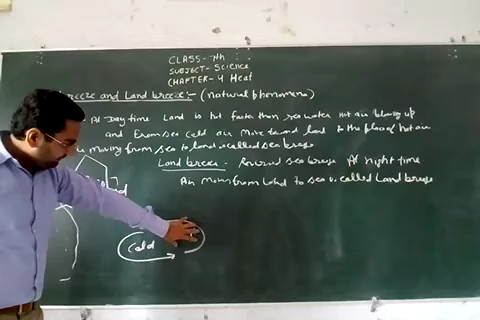 CLASS- 7th
SUBJECT- Science
CHAPTER- 4 Heat
breeze and Land breeze:- (natural phenomena)
At Day time Land is hot faster than sea water hot air blowing up
and from sea cold air Move toward land to the place of hot air
moving from sea to land is called sea breeze
Land breeze - Reversed sea breeze At night time
Air move from Land to sea is called Land breeze
Cold